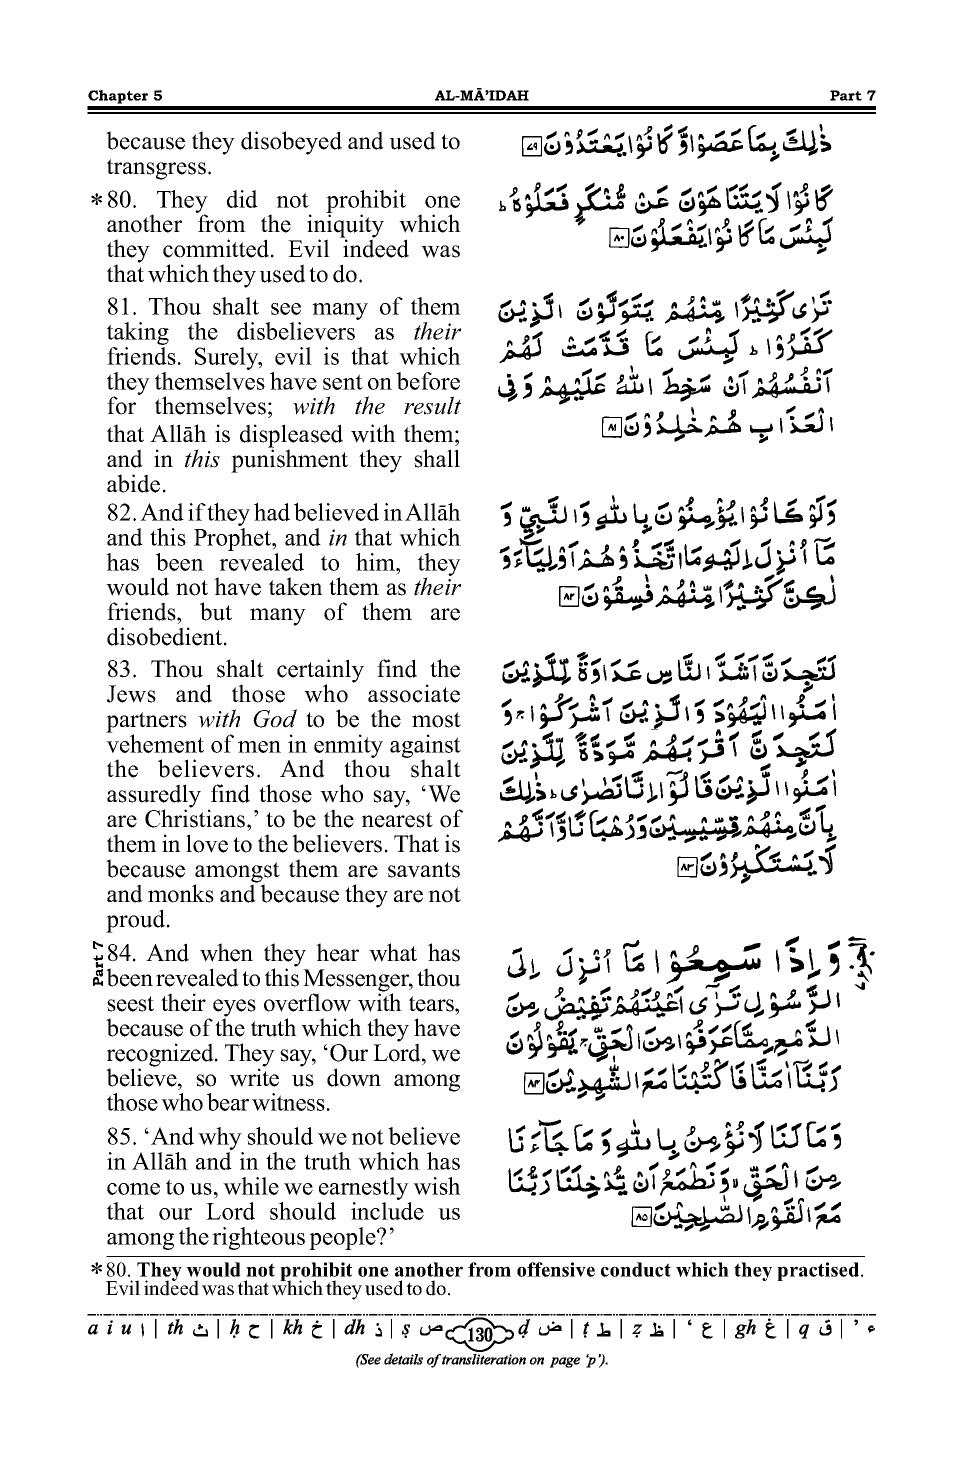 Chapter 5 AL-MĀ’IDAH Part 7
because they disobeyed and used to
transgress.
*80. They did not prohibit one
another from the iniquity which
they committed. Evil indeed was
that which they used to do.
81. Thou shalt see many of them
taking the disbelievers as their
friends. Surely, evil is that which
they themselves have sent on before
for themselves; with the result
that Allāh is displeased with them;
and in this punishment they shall
abide.
82. And if they had believed in Allāh
and this Prophet, and in that which
has been revealed to him, they
would not have taken them as their
friends, but many of them are
disobedient.
83. Thou shalt certainly find the
Jews and those who associate
partners with God to be the most
vehement of men in enmity against
the believers. And thou shalt
assuredly find those who say, ‘We
are Christians,’ to be the nearest of
them in love to the believers. That is
because amongst them are savants
and monks and because they are not
proud.
Part 7
84. And when they hear what has
been revealed to this Messenger, thou
seest their eyes overflow with tears,
because of the truth which they have
recognized. They say, ‘Our Lord, we
believe, so write us down among
those who bear witness.
85. ‘And why should we not believe
in Allāh and in the truth which has
come to us, while we earnestly wish
that our Lord should include us
among the righteous people?’
ذٰلِكَ بِمَا عَصَوْا وَّ كَانُوْا يَعْتَدُوْنَ ﴿۷۹﴾
كَانُوْا لَا يَتَنَاهَوْنَ عَنْ مُّنْكَرٍ فَعَلُوْهُ ؕ
لَبِئْسَ مَا كَانُوْا يَفْعَلُوْنَ ﴿۸۰﴾
تَرٰى كَثِيْرًا مِّنْهُمْ يَتَوَلَّوْنَ الَّذِيْنَ
كَفَرُوْا ؕ لَبِئْسَ مَا قَدَّمَتْ لَهُمْ
اَنْفُسُهُمْ اَنْ سَخِطَ اللّٰهُ عَلَيْهِمْ وَ فِى
الْعَذَابِ هُمْ خٰلِدُوْنَ ﴿۸۱﴾
وَلَوْ كَانُوْا يُؤْمِنُوْنَ بِاللّٰهِ وَ النَّبِيِّ وَ
مَاۤ اُنْزِلَ اِلَيْهِ مَا اتَّخَذُوْهُمْ اَوْلِيَآءَ وَ
لٰكِنَّ كَثِيْرًا مِّنْهُمْ فٰسِقُوْنَ ﴿۸۲﴾
لَتَجِدَنَّ اَشَدَّ النَّاسِ عَدَاوَةً لِّلَّذِيْنَ
اٰمَنُوا الْيَهُوْدَ وَ الَّذِيْنَ اَشْرَكُوْا ۚ وَ
لَتَجِدَنَّ اَقْرَبَهُمْ مَّوَدَّةً لِّلَّذِيْنَ
اٰمَنُوا الَّذِيْنَ قَالُوْۤا اِنَّا نَصٰرٰى ؕ ذٰلِكَ
بِاَنَّ مِنْهُمْ قِسِّيْسِيْنَ وَ رُهْبَانًا وَّ اَنَّهُمْ
لَا يَسْتَكْبِرُوْنَ ﴿۸۳﴾
وَ اِذَا سَمِعُوْا مَاۤ اُنْزِلَ اِلَى
الرَّسُوْلِ تَرٰۤى اَعْيُنَهُمْ تَفِيْضُ مِنَ
الدَّمْعِ مِمَّا عَرَفُوْا مِنَ الْحَقِّ ۚ يَقُوْلُوْنَ
رَبَّنَاۤ اٰمَنَّا فَاكْتُبْنَا مَعَ الشّٰهِدِيْنَ ﴿۸۴﴾
وَ مَا لَنَا لَا نُؤْمِنُ بِاللّٰهِ وَ مَا جَآءَنَا
مِنَ الْحَقِّ ۙ وَ نَطْمَعُ اَنْ يُّدْخِلَنَا رَبُّنَا
مَعَ الْقَوْمِ الصّٰلِحِيْنَ ﴿۸۵﴾
*80. They would not prohibit one another from offensive conduct which they practised.
Evil indeed was that which they used to do.
a i u ا | th ث | ḥ ح | kh خ | dh ذ | ṣ ص 130 ḍ ض | ṭ ط | ẓ ظ | ‘ ع | gh غ | q ق | ’ ء
(See details of transliteration on page ‘p’).